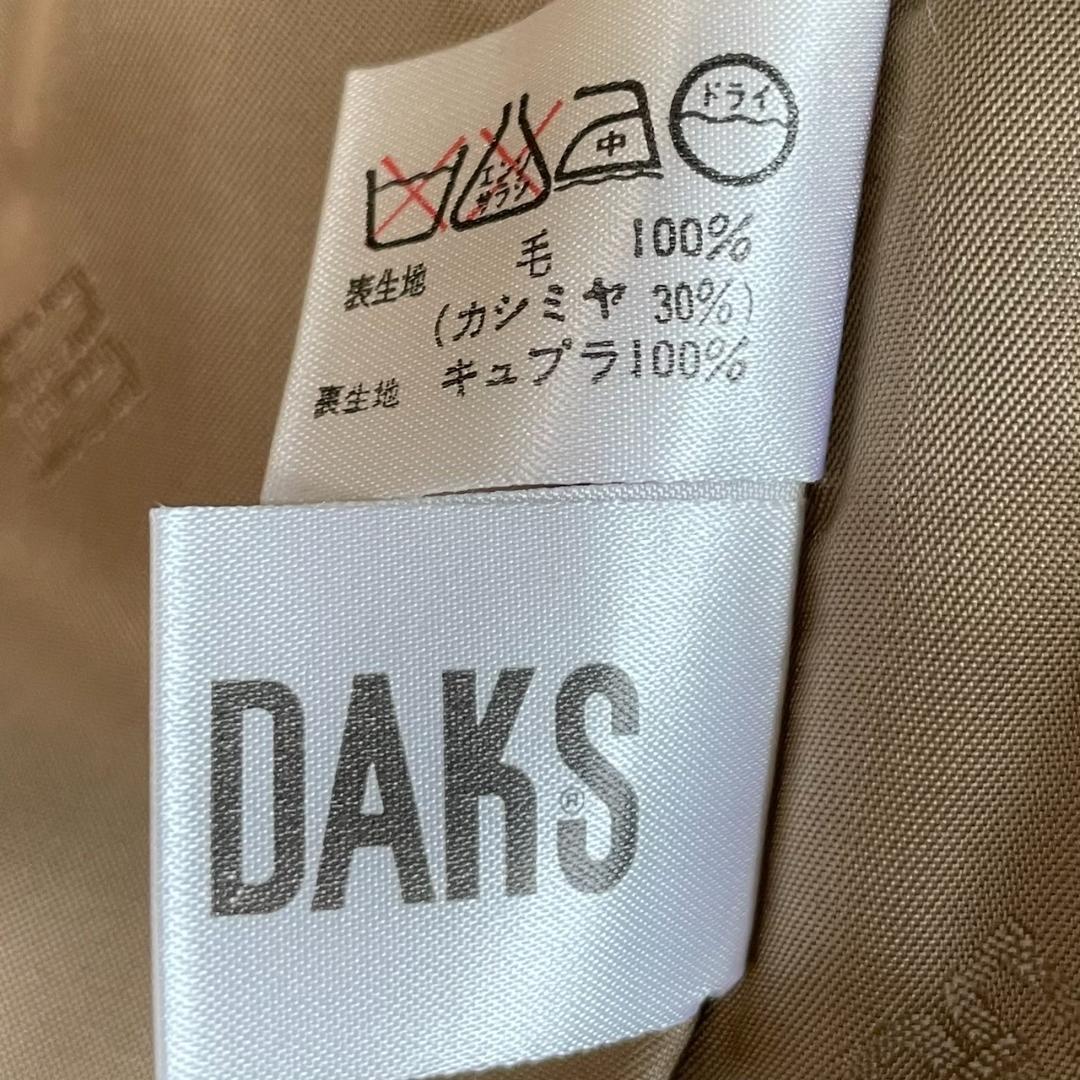 ドライ
中
エンソ
サラシ
表生地 毛 100%
(カシミヤ 30%)
裏生地 キュプラ100%
DAKS®